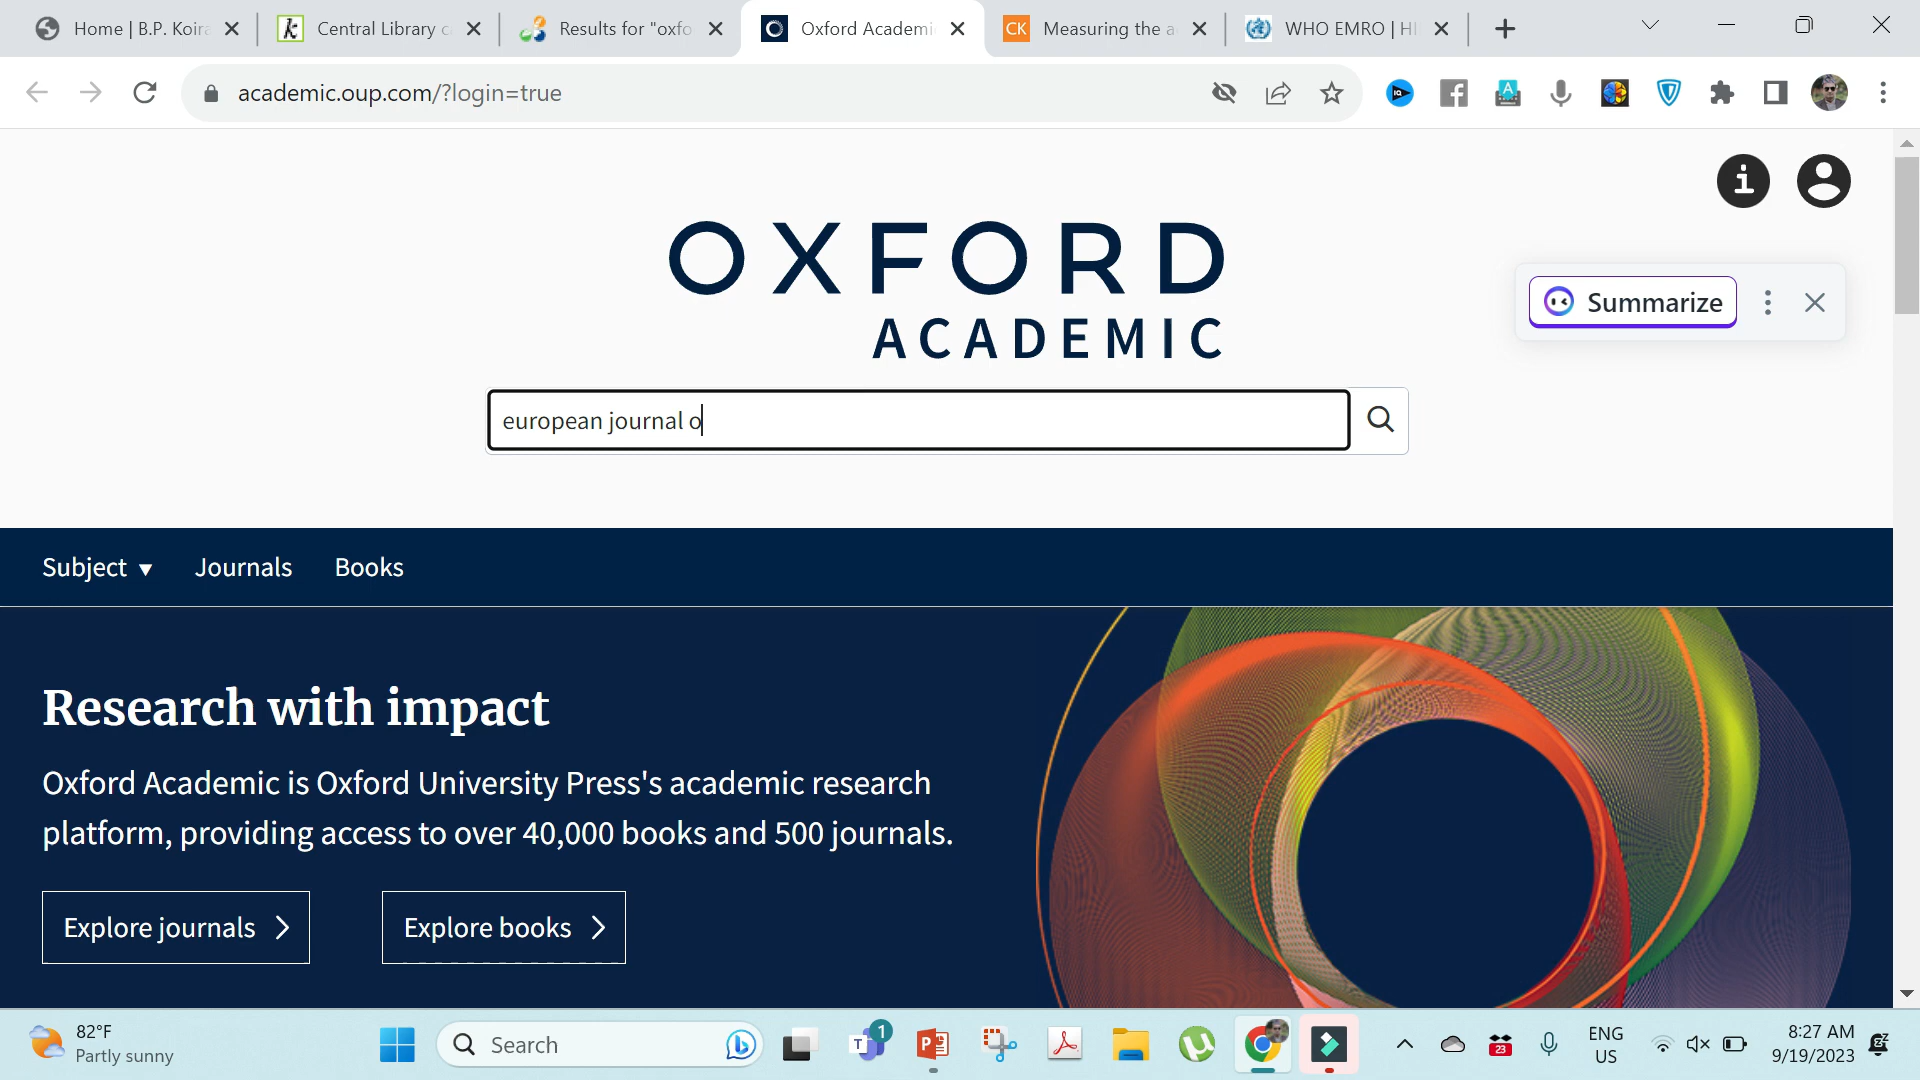 Home | B.P. Koira
Central Library c
Results for "oxfo
Oxford Academi
CK
Measuring the a
WHO EMRO | HI
academic.oup.com/?login=true
OXFORD
ACADEMIC
Summarize
european journal o
Subject
Journals
Books
Research with impact
Oxford Academic is Oxford University Press's academic research
platform, providing access to over 40,000 books and 500 journals.
Explore journals
Explore books
82°F
Partly sunny
Search
1
23
ENG
US
8:27 AM
9/19/2023